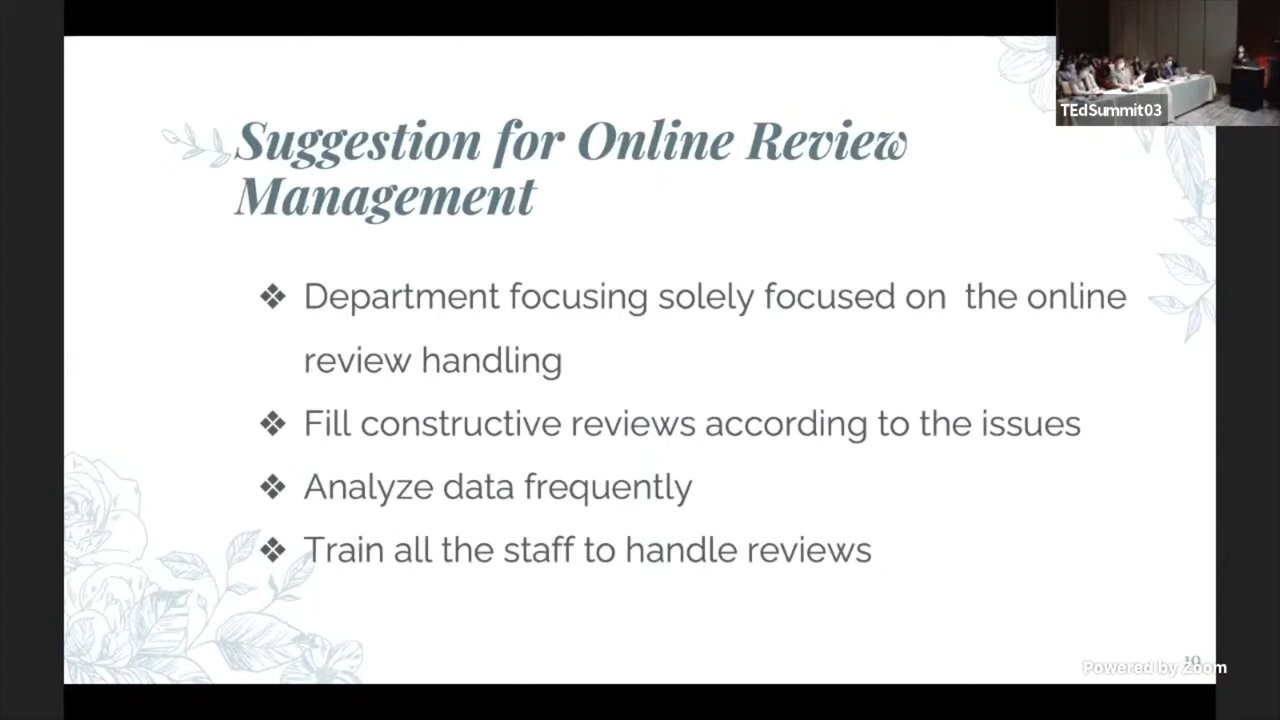 TEdSummit03
Suggestion for Online Review
Management
❖ Department focusing solely focused on the online
review handling
❖ Fill constructive reviews according to the issues
❖ Analyze data frequently
❖ Train all the staff to handle reviews
Powered by Zoom